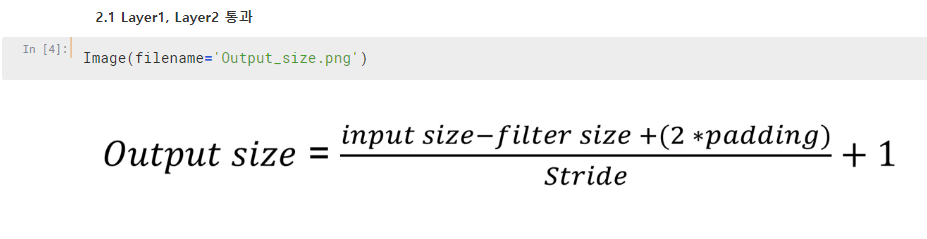 2.1 Layer1, Layer2 통과
In [4]: Image(filename='Output_size.png')
Output size = \frac{input size−filter size +(2 *padding)}{Stride} + 1